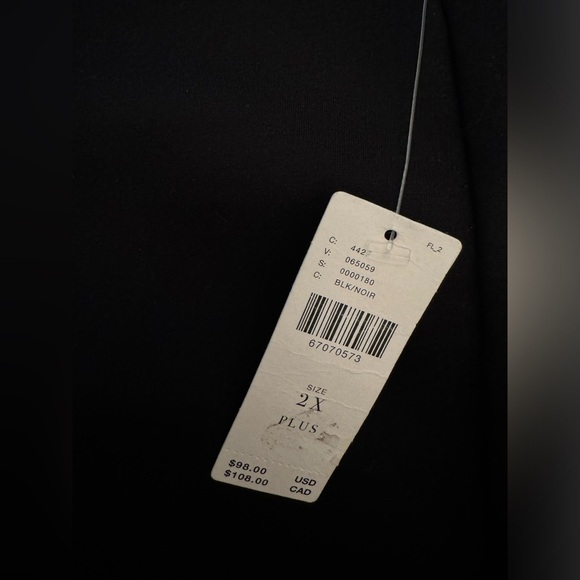 FL_2
C: 442
V: 065059
S: 0000180
C: BLK/NOIR
67070573
SIZE
2X
PLUS
$98.00 USD
$108.00 CAD